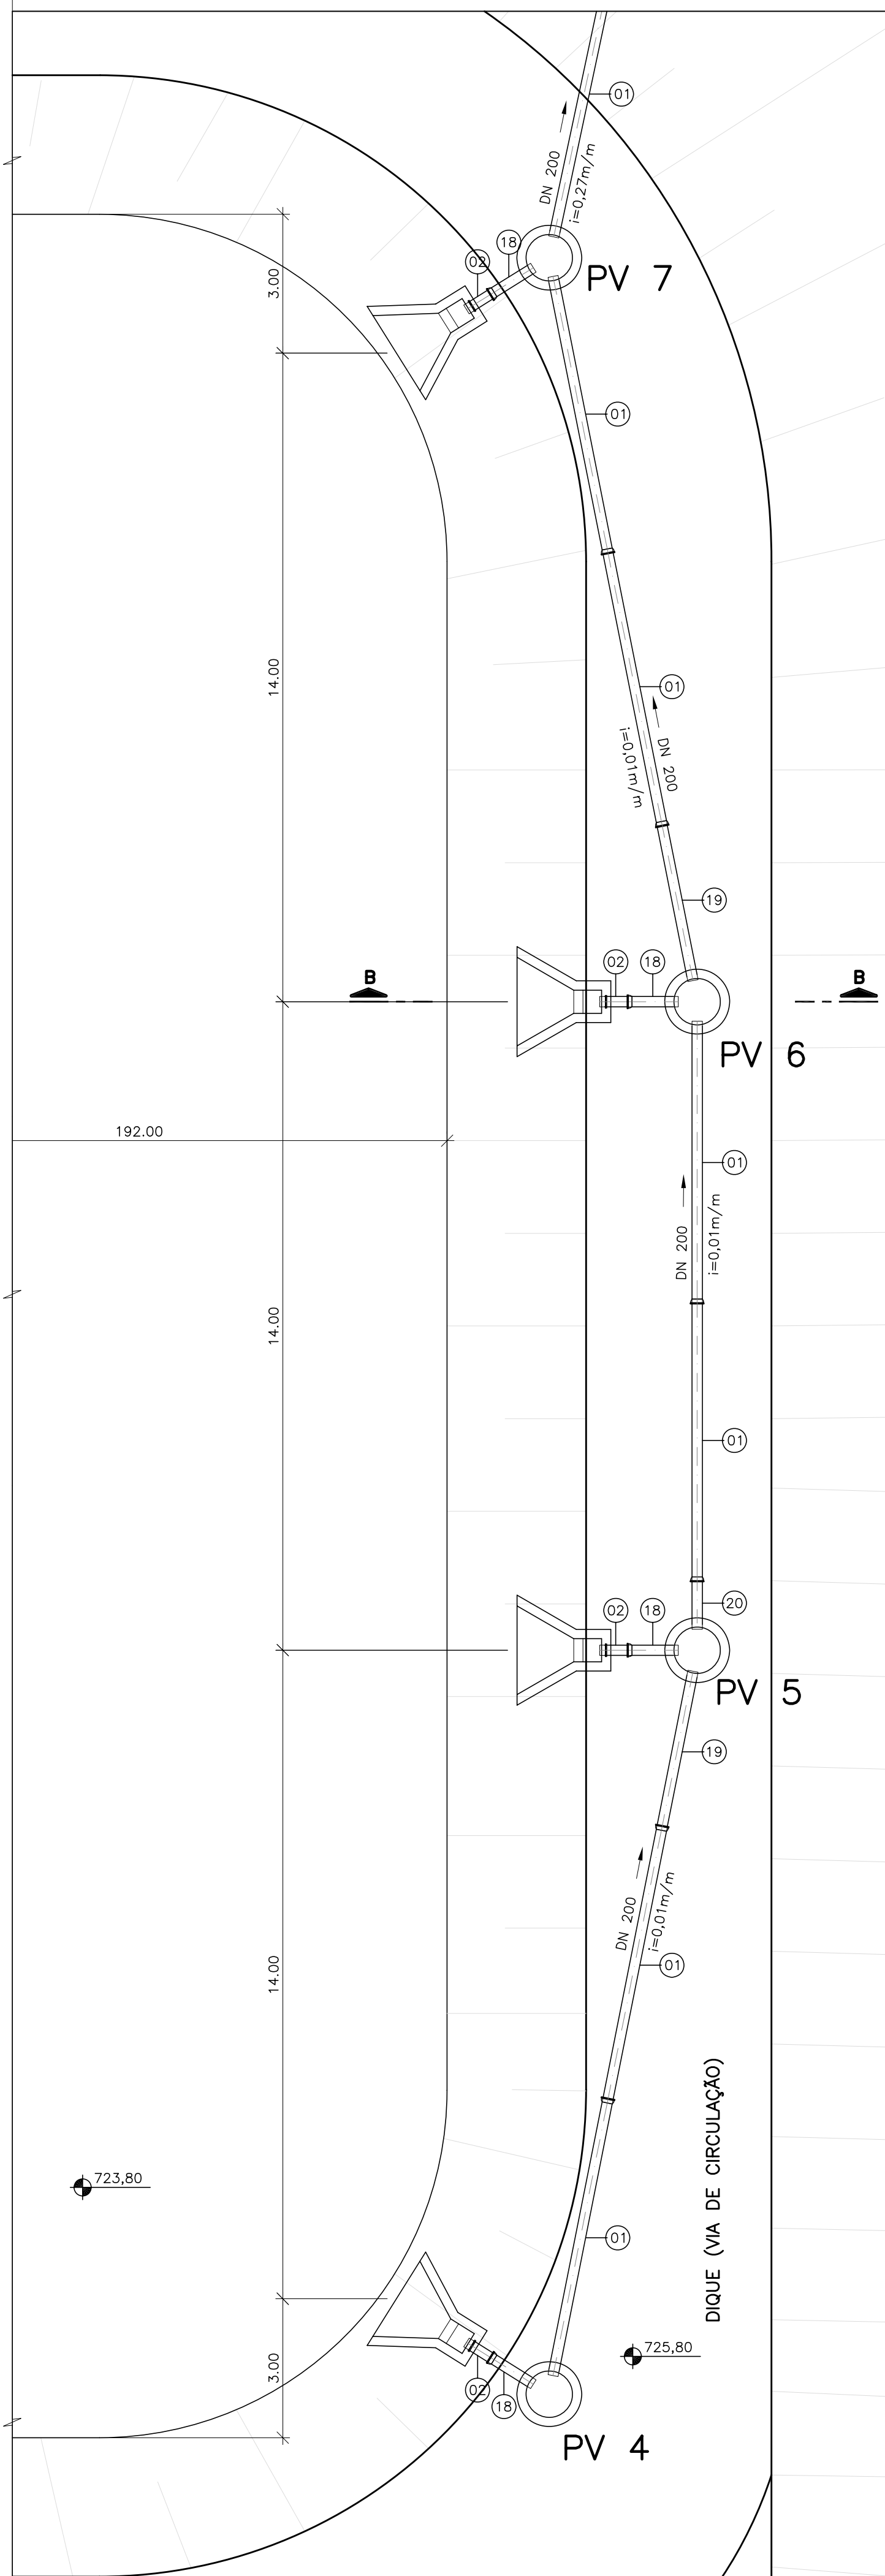 01
DN 200
i=0,27m/m
18
02
PV 7
3.00
01
14.00
01
DN 200
i=0,01m/m
19
02
18
B
B
PV 6
192.00
01
DN 200
i=0,01m/m
14.00
01
20
02
18
PV 5
19
DN 200
i=0,01m/m
01
14.00
DIQUE (VIA DE CIRCULAÇÃO)
723,80
01
725,80
3.00
02
18
PV 4